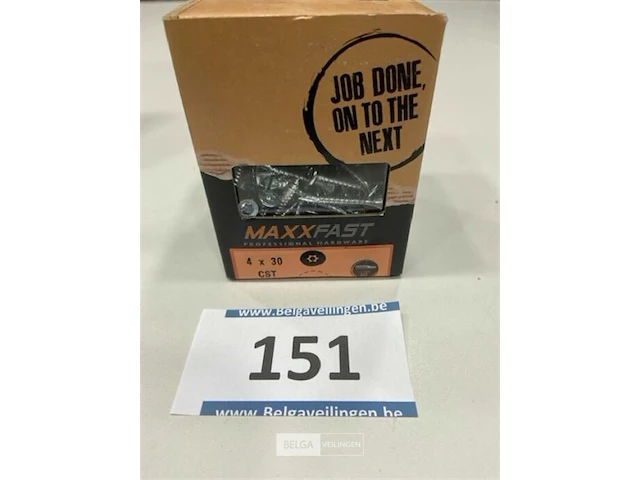 JOB DONE,
ON TO THE
NEXT
MAXXFAST
PROFESSIONAL HARDWARE
4 x 30
CST
www.Belgaveilingen.be
151
www.Belgaveilingen.be
BELGA VEILINGEN